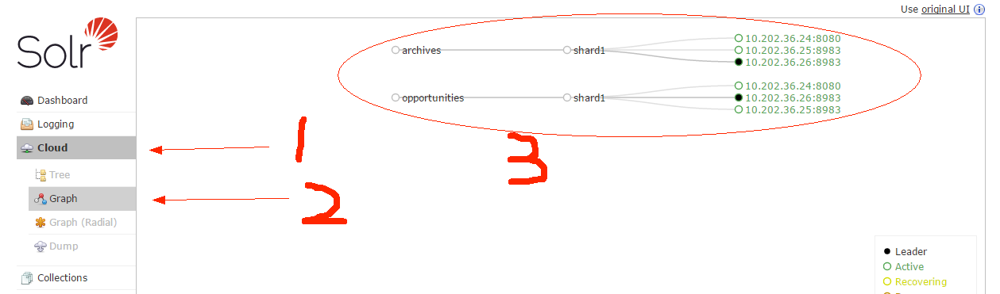 Use original UI
Solr
Dashboard
Logging
Cloud
Tree
Graph
Graph (Radial)
Dump
Collections
archives
shard1
10.202.36.24:8080
10.202.36.25:8983
10.202.36.26:8983
opportunities
shard1
10.202.36.24:8080
10.202.36.26:8983
10.202.36.25:8983
1
2
3
Leader
Active
Recovering